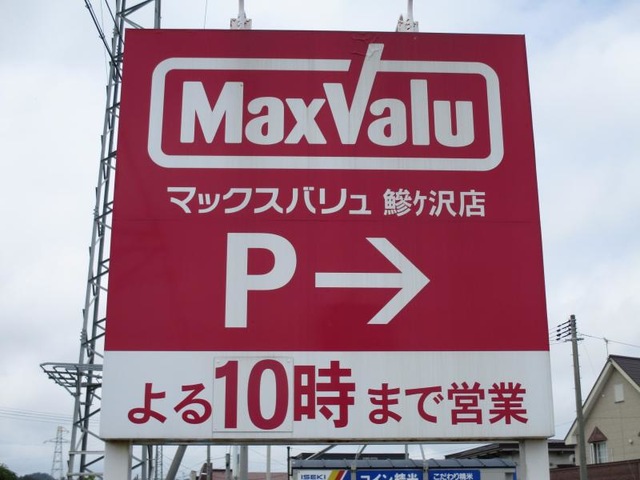 MaxValu
マックスバリュ 鰺ヶ沢店
P→
よる10時まで営業
ISEKI コイン精米 こだわり精米